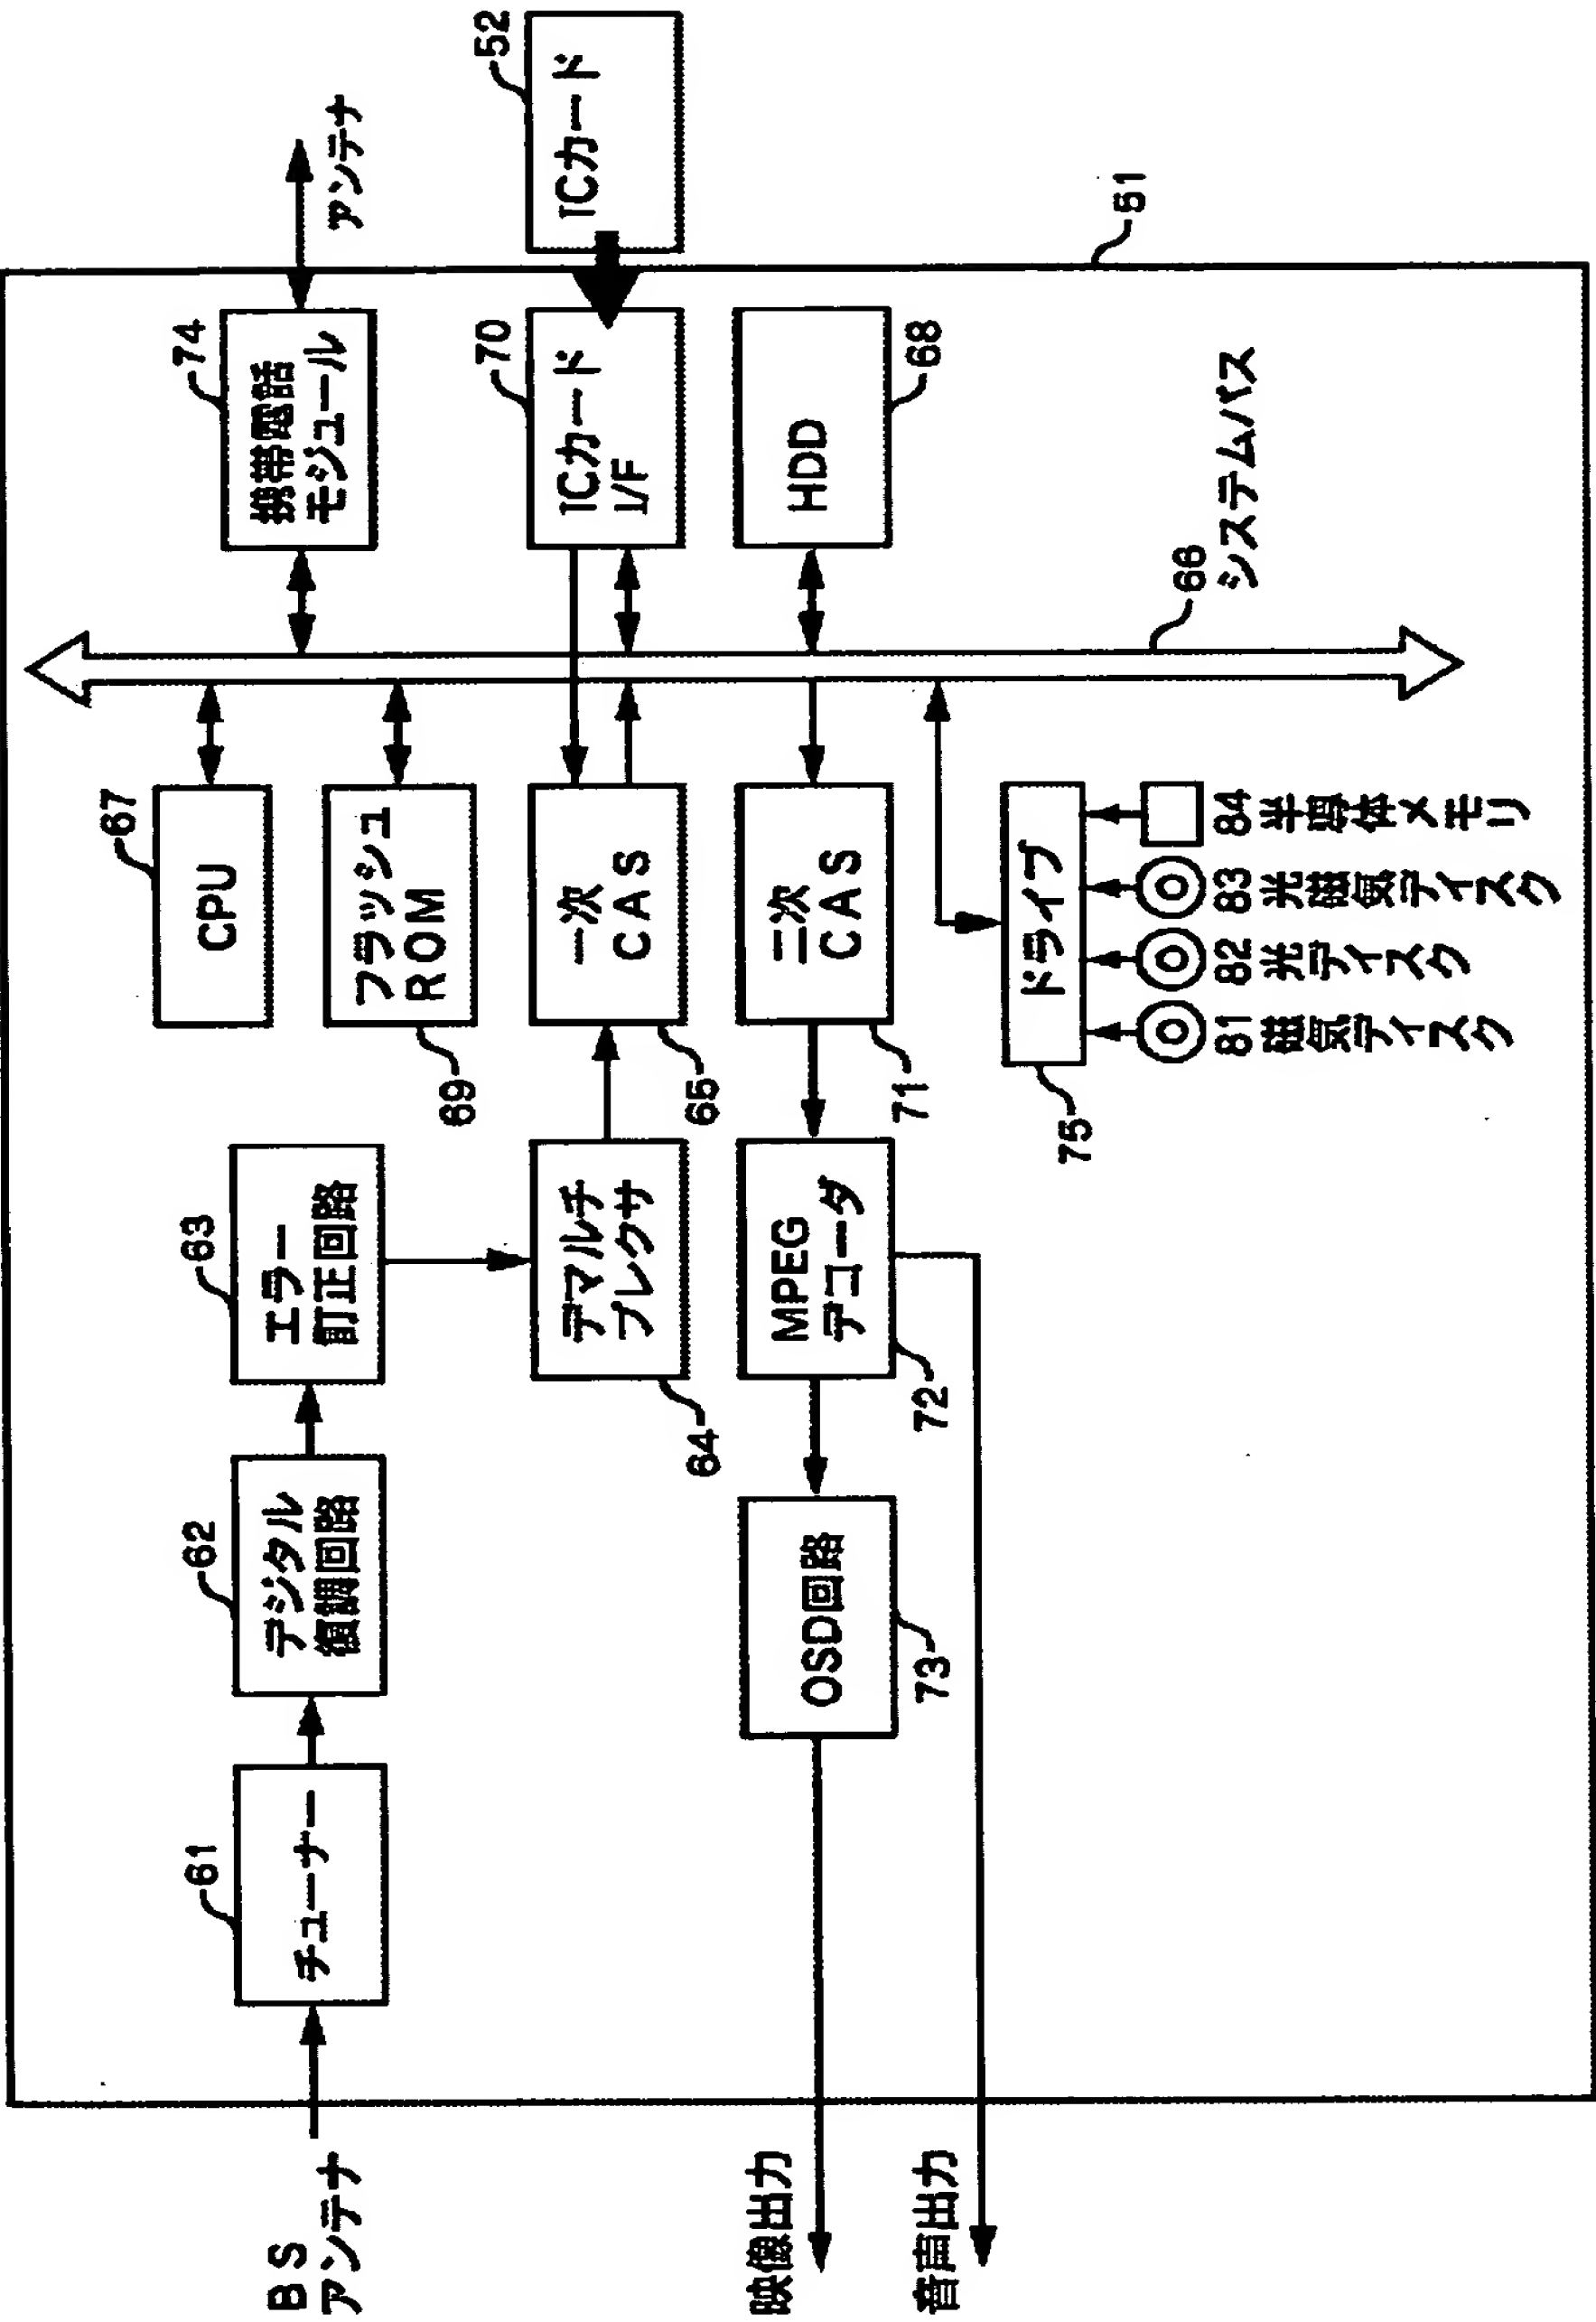 BS
アンテナ
61
チューナー
62
デジタル
復調回路
63
エラー
訂正回路
67
CPU
74
携帯電話
モジュール
アンテナ
フラッシュ
ROM
69
デマルチ
プレクサ
64
一次
CAS
65
70
ICカード
I/F
52
ICカード
映像出力
OSD回路
73
MPEG
デコーダ
72
二次
CAS
71
HDD
68
音声出力
ドライブ
75
66
システムバス
51
81
磁気ディスク
82
光ディスク
83
光磁気ディスク
84
半導体メモリ